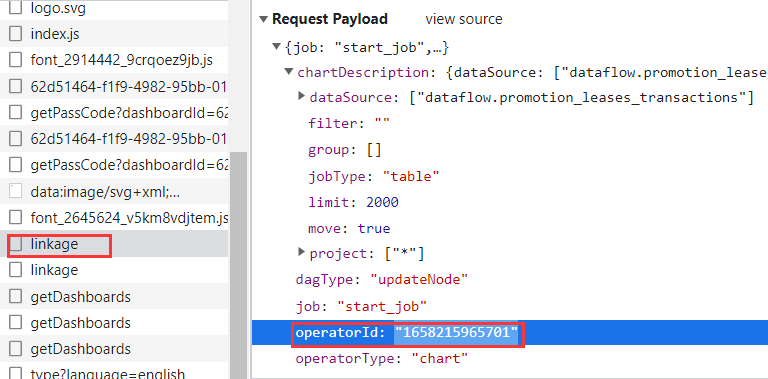 logo.svg
index.js
font_2914442_9crqoez9jb.js
62d51464-f1f9-4982-95bb-01
getPassCode?dashboardId=62
62d51464-f1f9-4982-95bb-01
getPassCode?dashboardId=62
data:image/svg+xml;...
font_2645624_v5km8vdjtem.js
linkage
linkage
getDashboards
getDashboards
getDashboards
type?language=english
▼ Request Payload view source
▼ {job: "start_job",…}
▼ chartDescription: {dataSource: ["dataflow.promotion_lease
▶ dataSource: ["dataflow.promotion_leases_transactions"]
filter: ""
group: []
jobType: "table"
limit: 2000
move: true
▶ project: ["*"]
dagType: "updateNode"
job: "start_job"
operatorId: "1658215965701"
operatorType: "chart"